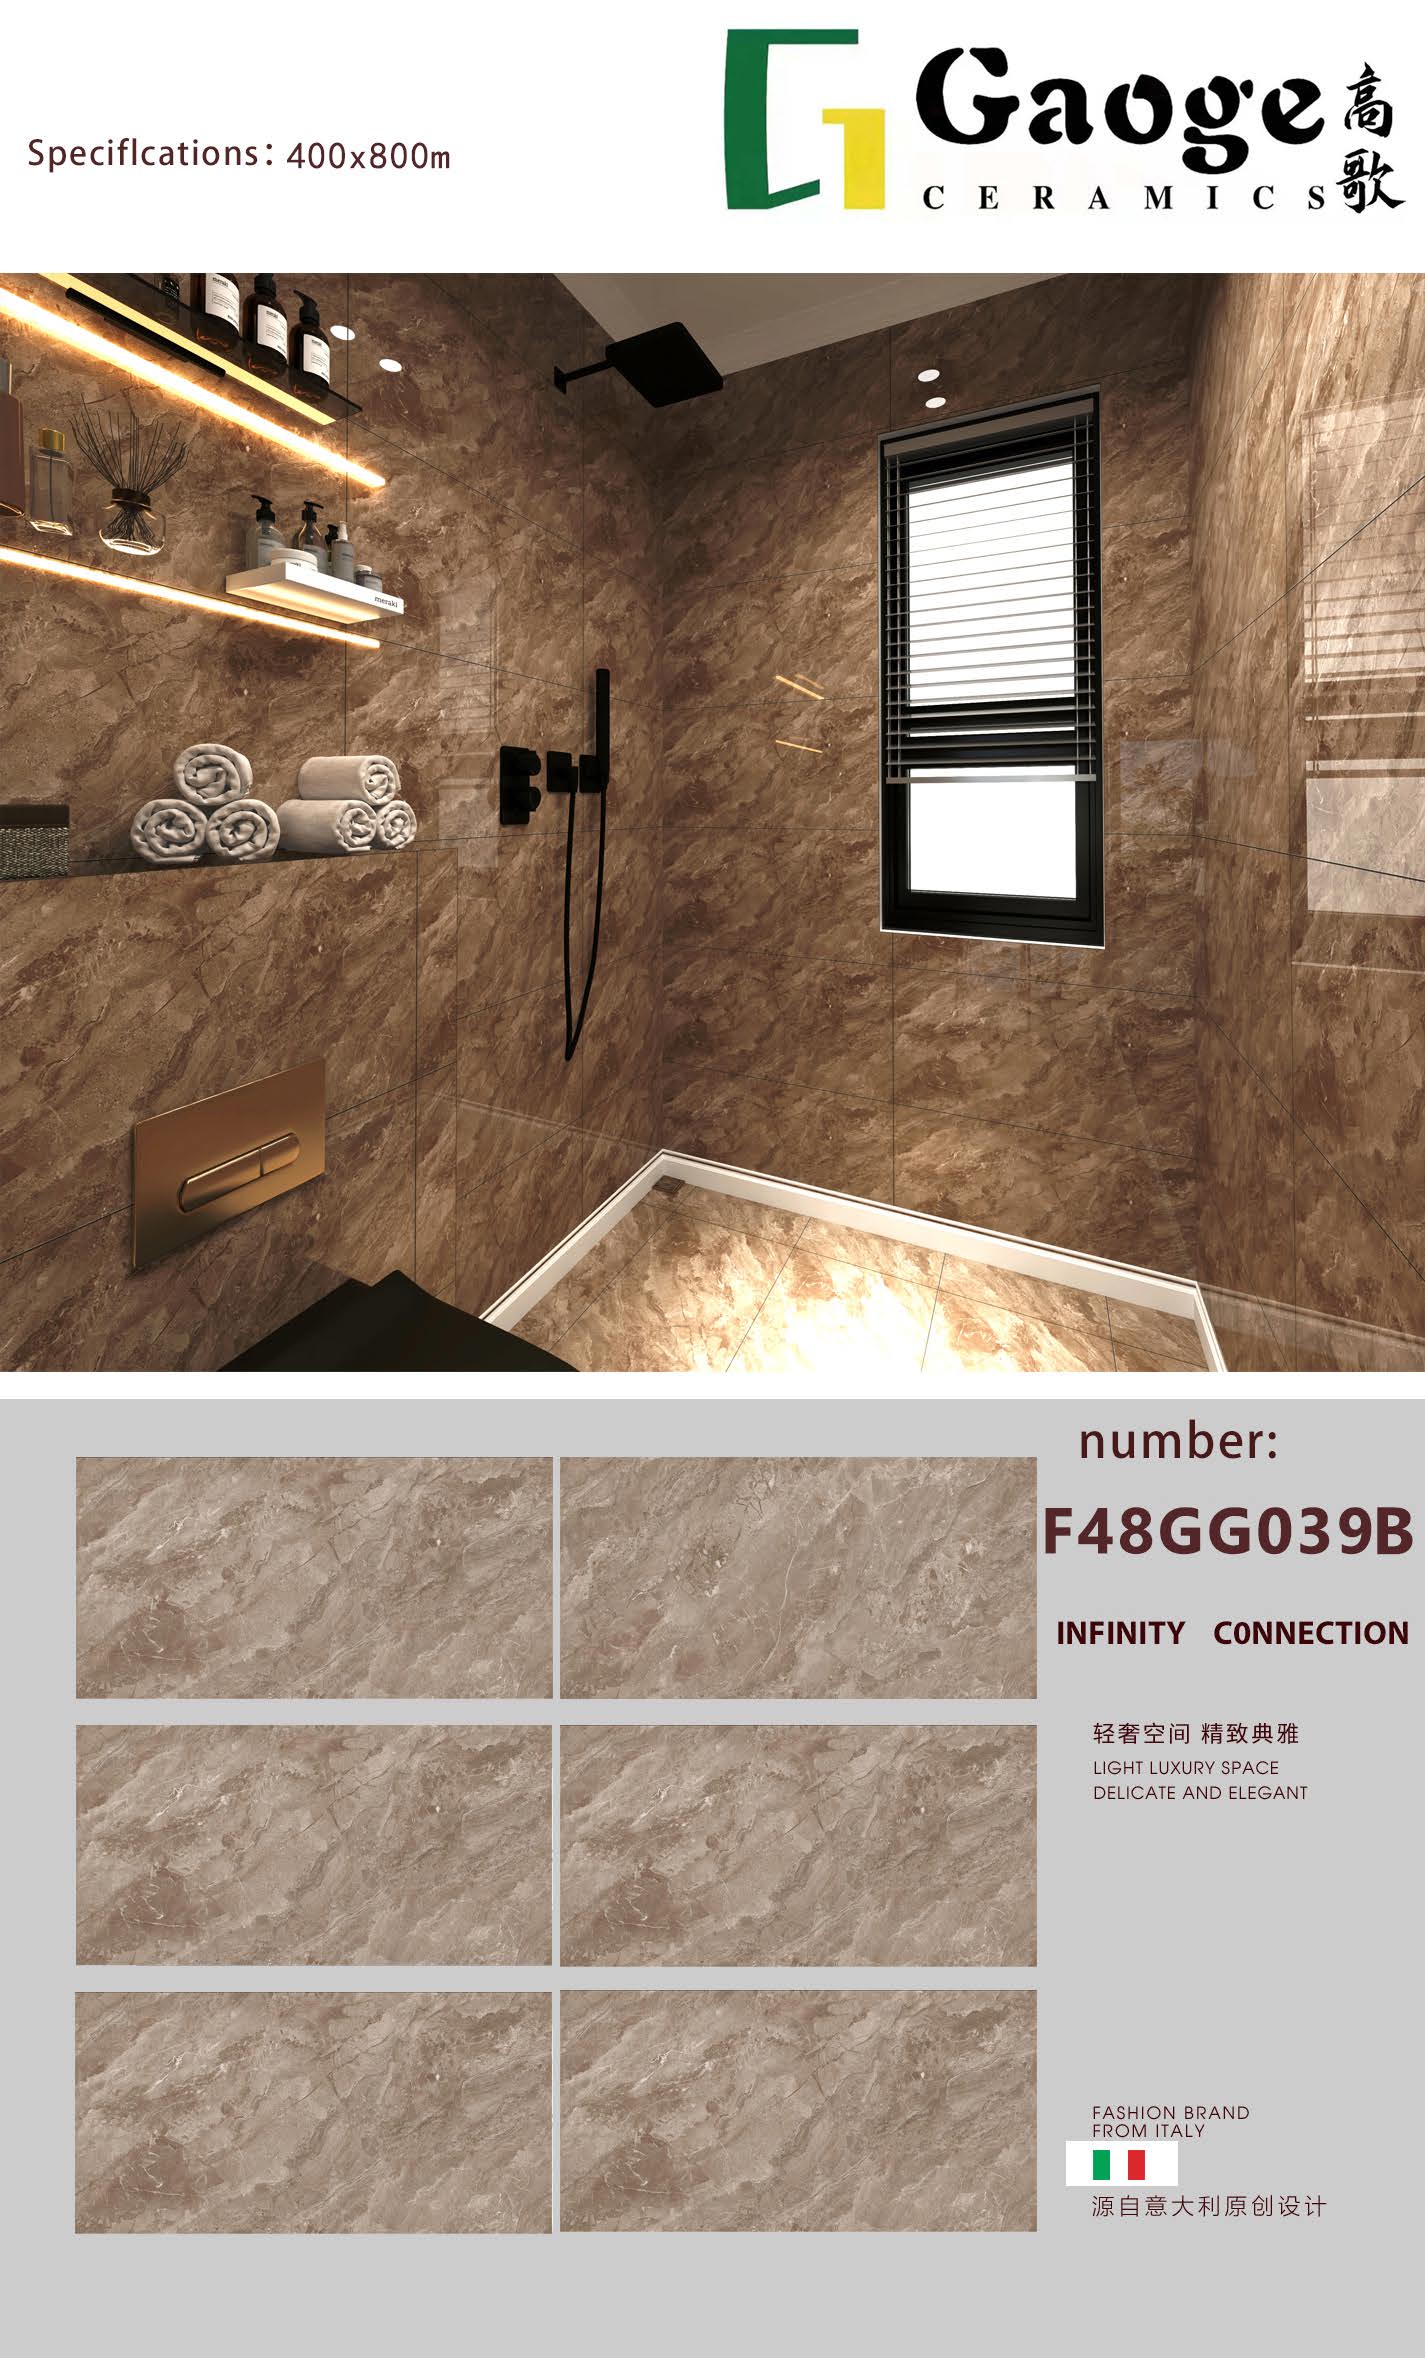 Speciflcations: 400x800m
Gaoge
CERAMICS
高歌
meraki
meraki
meraki
meraki
number:
F48GG039B
INFINITY C0NNECTION
轻奢空间 精致典雅
LIGHT LUXURY SPACE
DELICATE AND ELEGANT
FASHION BRAND
FROM ITALY
源自意大利原创设计